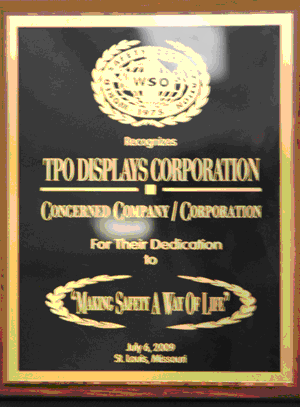 WSO
1975
Recognizes
TPO DISPLAYS CORPORATION
CONCERNED COMPANY / CORPORATION
For Their Dedication
to
"MAKING SAFETY A WAY OF LIFE"
July 6, 2009
St. Louis, Missouri